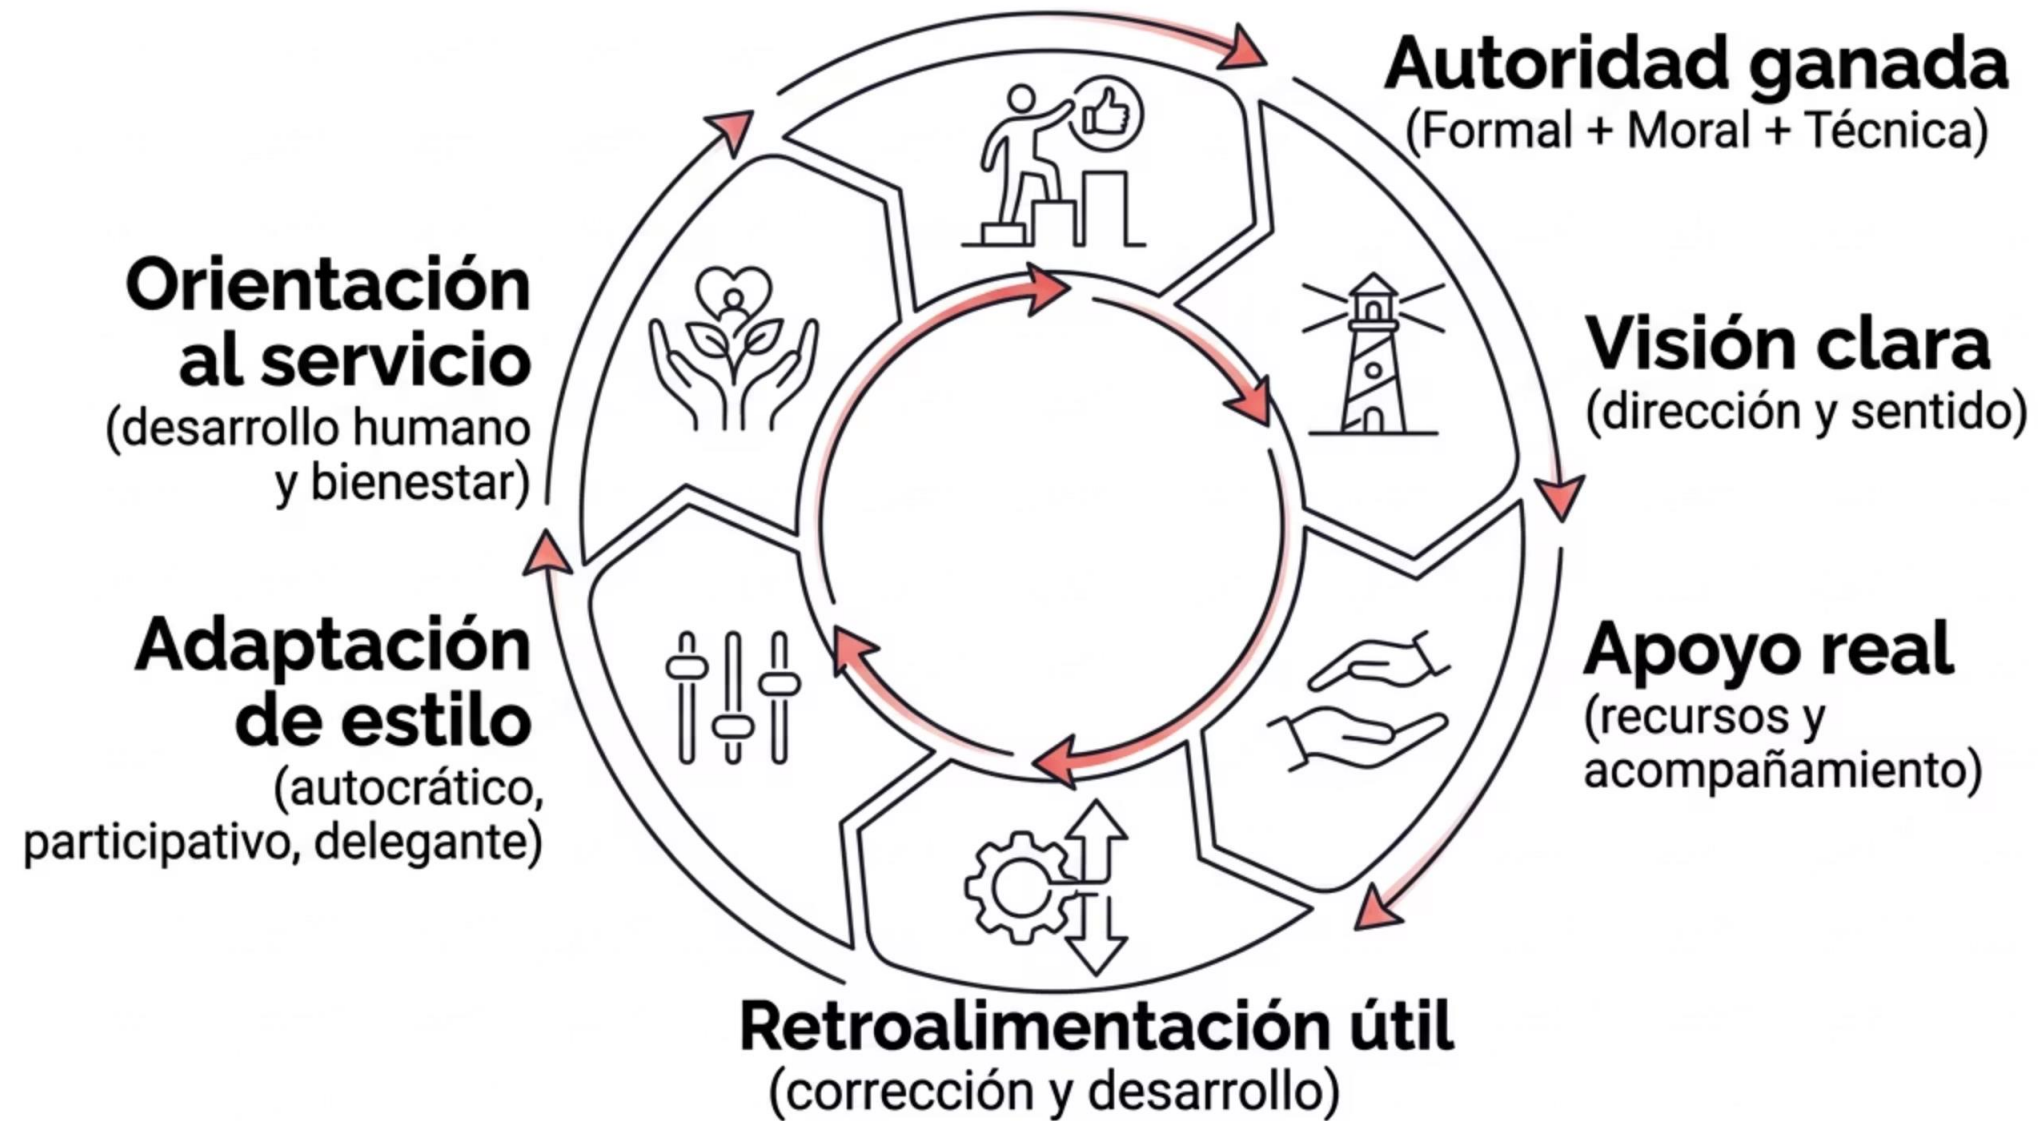 Autoridad ganada
(Formal + Moral + Técnica)
Visión clara
(dirección y sentido)
Apoyo real
(recursos y
acompañamiento)
Retroalimentación útil
(corrección y desarrollo)
Adaptación
de estilo
(autocrático,
participativo, delegante)
Orientación
al servicio
(desarrollo humano
y bienestar)